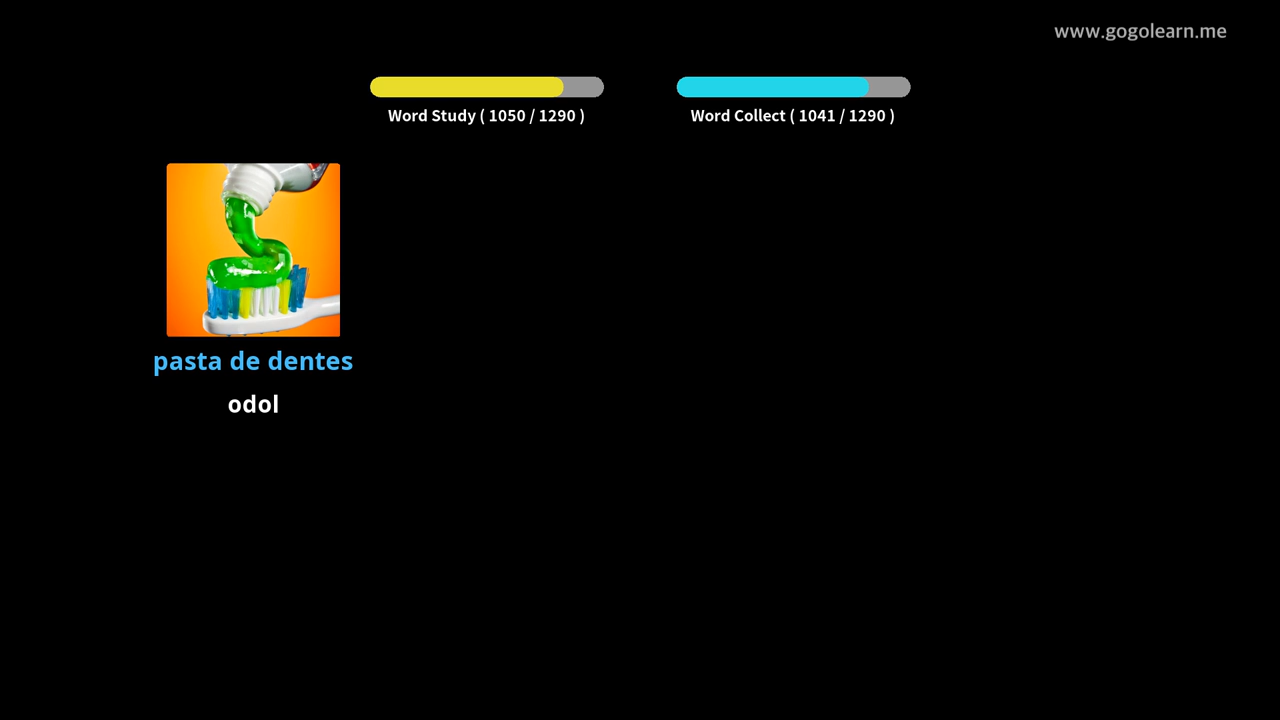 www.gogolearn.me
Word Study ( 1050 / 1290 )
Word Collect ( 1041 / 1290 )
pasta de dentes
odol